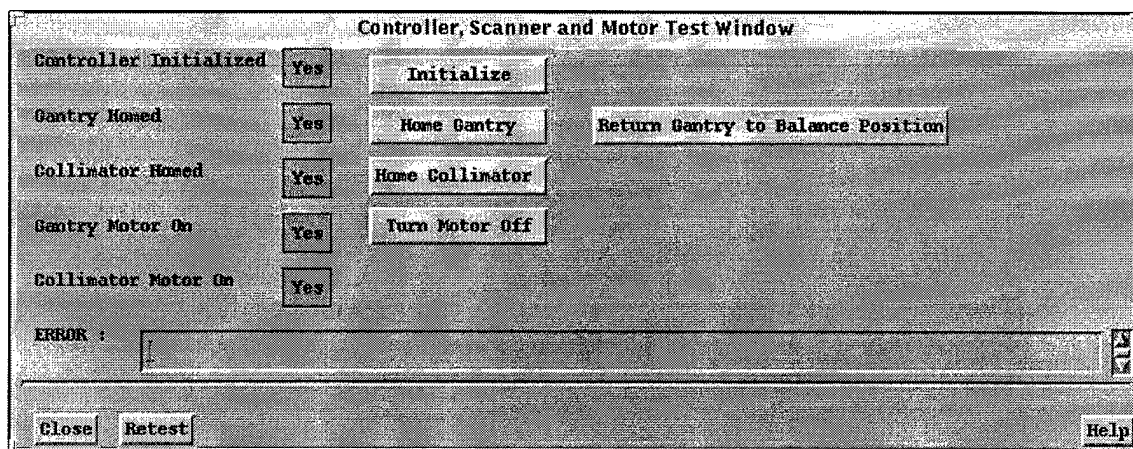 Controller, Scanner and Motor Test Window
Controller Initialized Yes Initialize
Gantry Homed Yes Home Gantry Return Gantry to Balance Position
Collimator Homed Yes Home Collimator
Gantry Motor On Yes Turn Motor Off
Collimator Motor On Yes
ERROR :
Close Retest Help